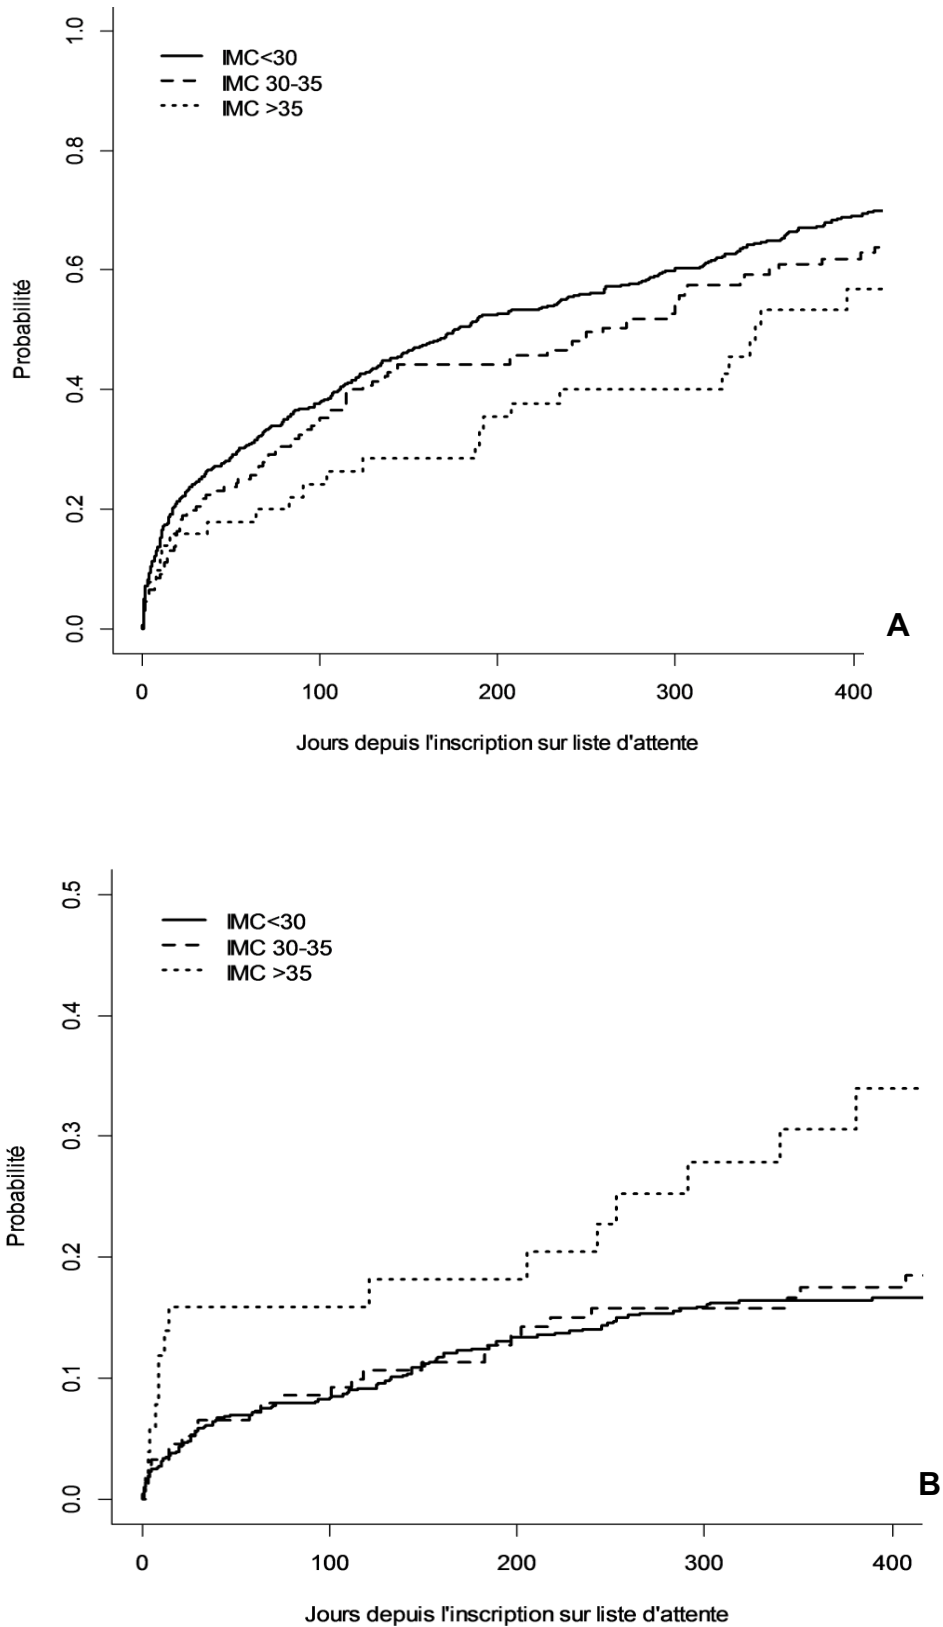 1.0
IMC<30
IMC 30-35
IMC >35
0.8
0.6
Probabilité
0.4
0.2
0.0
A
0 100 200 300 400
Jours depuis l'inscription sur liste d'attente
0.5
IMC<30
IMC 30-35
IMC >35
0.4
0.3
Probabilité
0.2
0.1
0.0
B
0 100 200 300 400
Jours depuis l'inscription sur liste d'attente